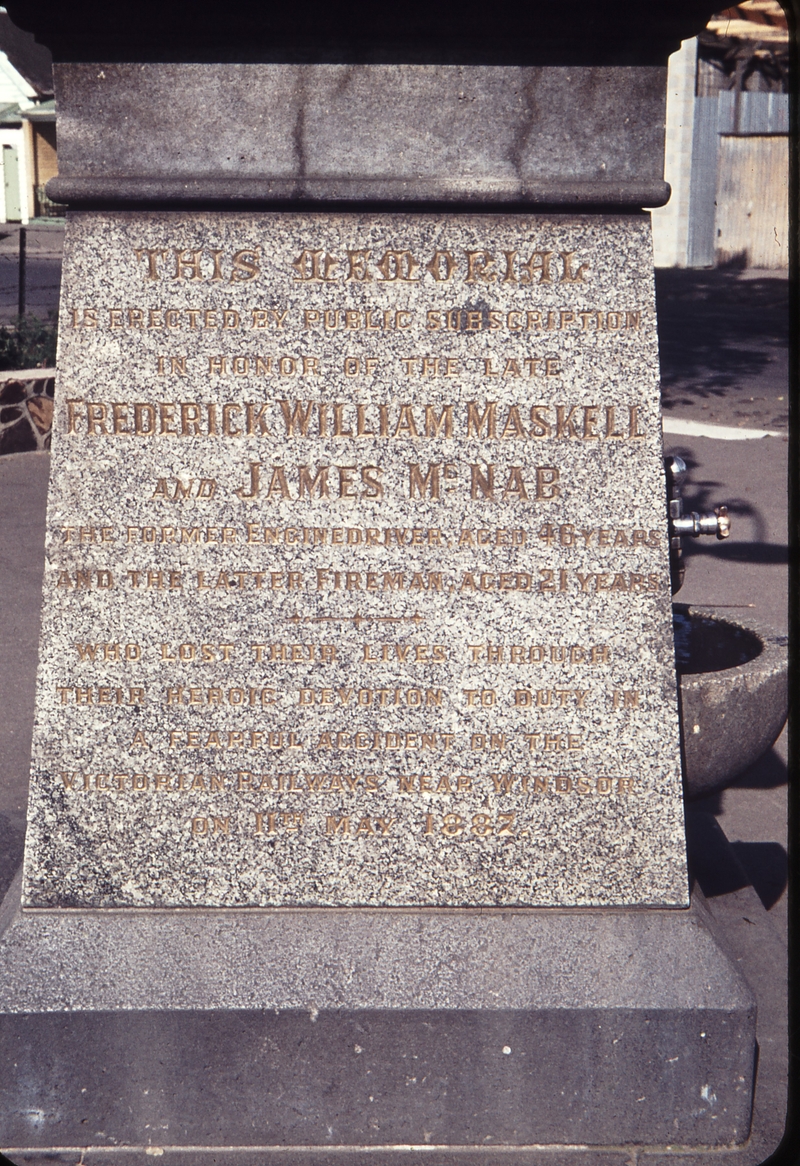 THIS MEMORIAL
IS ERECTED BY PUBLIC SUBSCRIPTION
IN HONOR OF THE LATE
FREDERICK WILLIAM MASKELL
AND JAMES Mc NAB
THE FORMER ENGINEDRIVER, AGED 46 YEARS
AND THE LATTER FIREMAN, AGED 21 YEARS
WHO LOST THEIR LIVES THROUGH
THEIR HEROIC DEVOTION TO DUTY IN
A FEARFUL ACCIDENT ON THE
VICTORIAN RAILWAYS NEAR WINDSOR
ON 11TH MAY 1887.